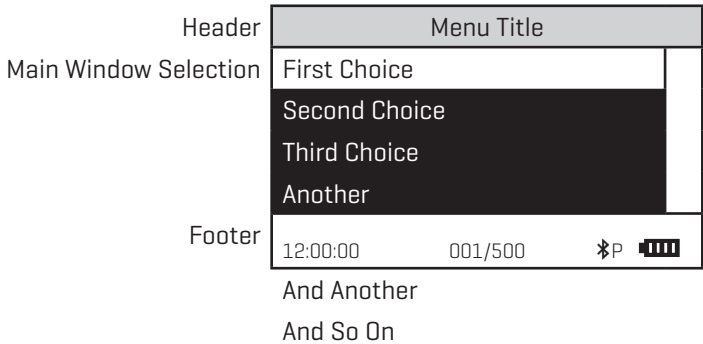 Header Menu Title
Main Window Selection First Choice
Second Choice
Third Choice
Another
Footer 12:00:00 001/500 P
And Another
And So On